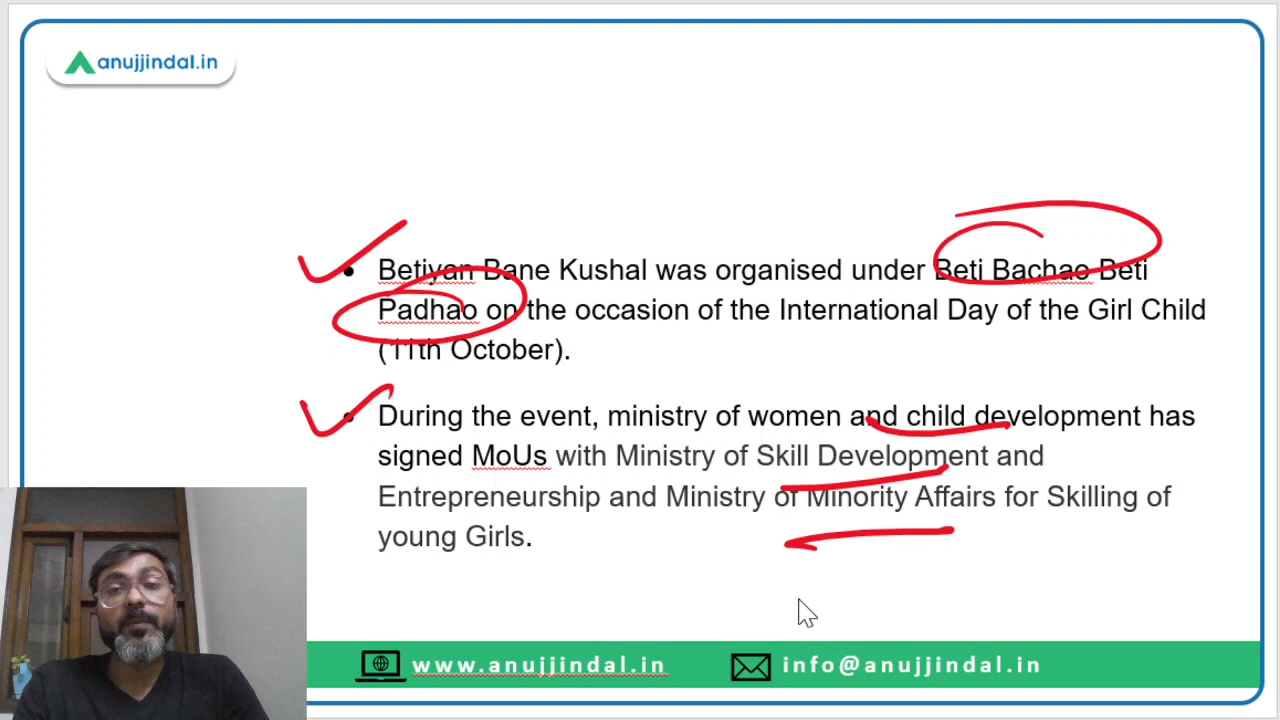 anujjindal.in
Betiyan Bane Kushal was organised under Beti Bachao Beti
Padhao on the occasion of the International Day of the Girl Child
(11th October).
During the event, ministry of women and child development has
signed MoUs with Ministry of Skill Development and
Entrepreneurship and Ministry of Minority Affairs for Skilling of
young Girls.
www.anujjindal.in
info@anujjindal.in